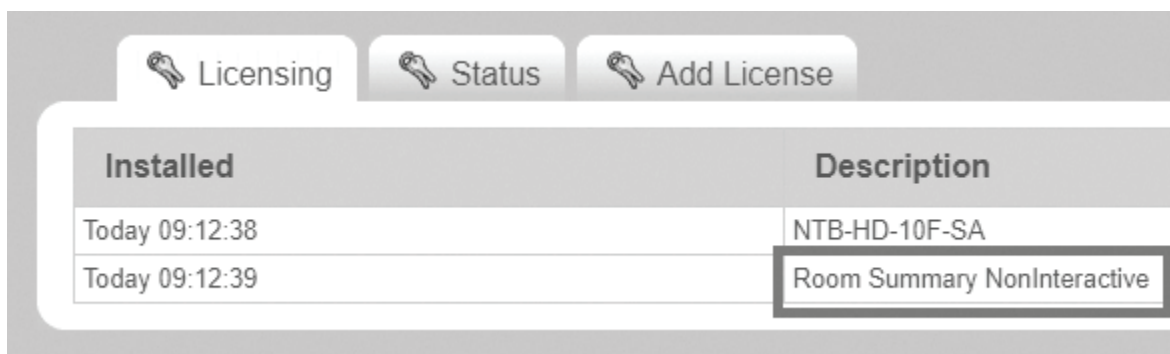 Licensing Status Add License
Installed Description
Today 09:12:38 NTB-HD-10F-SA
Today 09:12:39 Room Summary NonInteractive